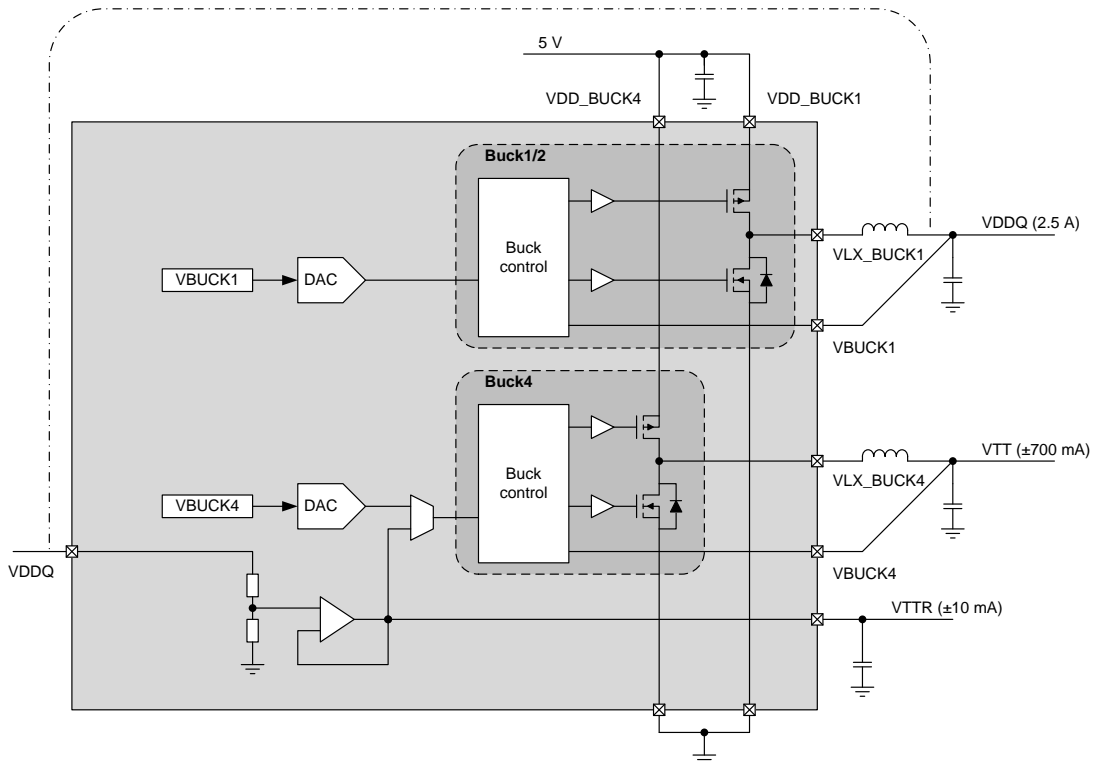 5 V
VDD_BUCK4
VDD_BUCK1
Buck1/2
Buck
control
VBUCK1
DAC
VDDQ (2.5 A)
VLX_BUCK1
VBUCK1
Buck4
Buck
control
VBUCK4
DAC
VTT (±700 mA)
VLX_BUCK4
VBUCK4
VDDQ
VTTR (±10 mA)